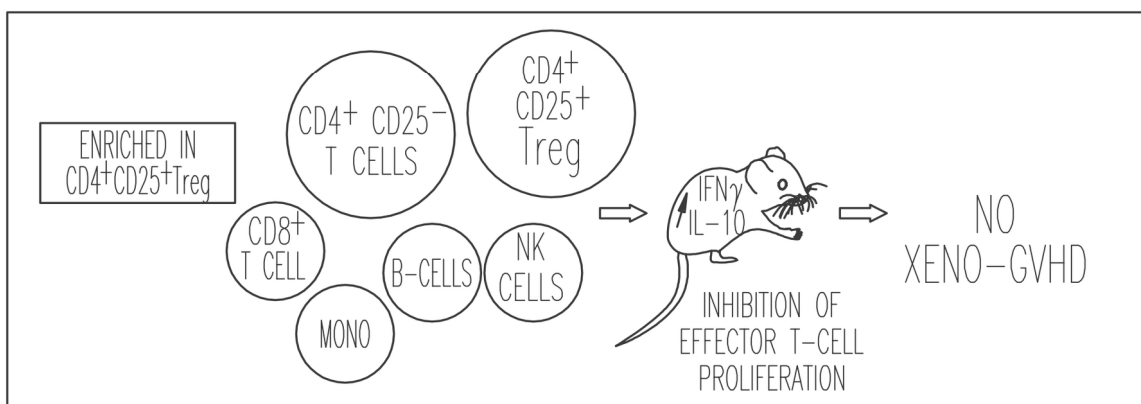 ENRICHED IN
CD4+CD25+Treg
CD4+ CD25−
T CELLS
CD4+
CD25+
Treg
CD8+
T CELL
MONO
B−CELLS
NK
CELLS
IFNγ
IL−10
INHIBITION OF
EFFECTOR T−CELL
PROLIFERATION
NO
XENO−GVHD